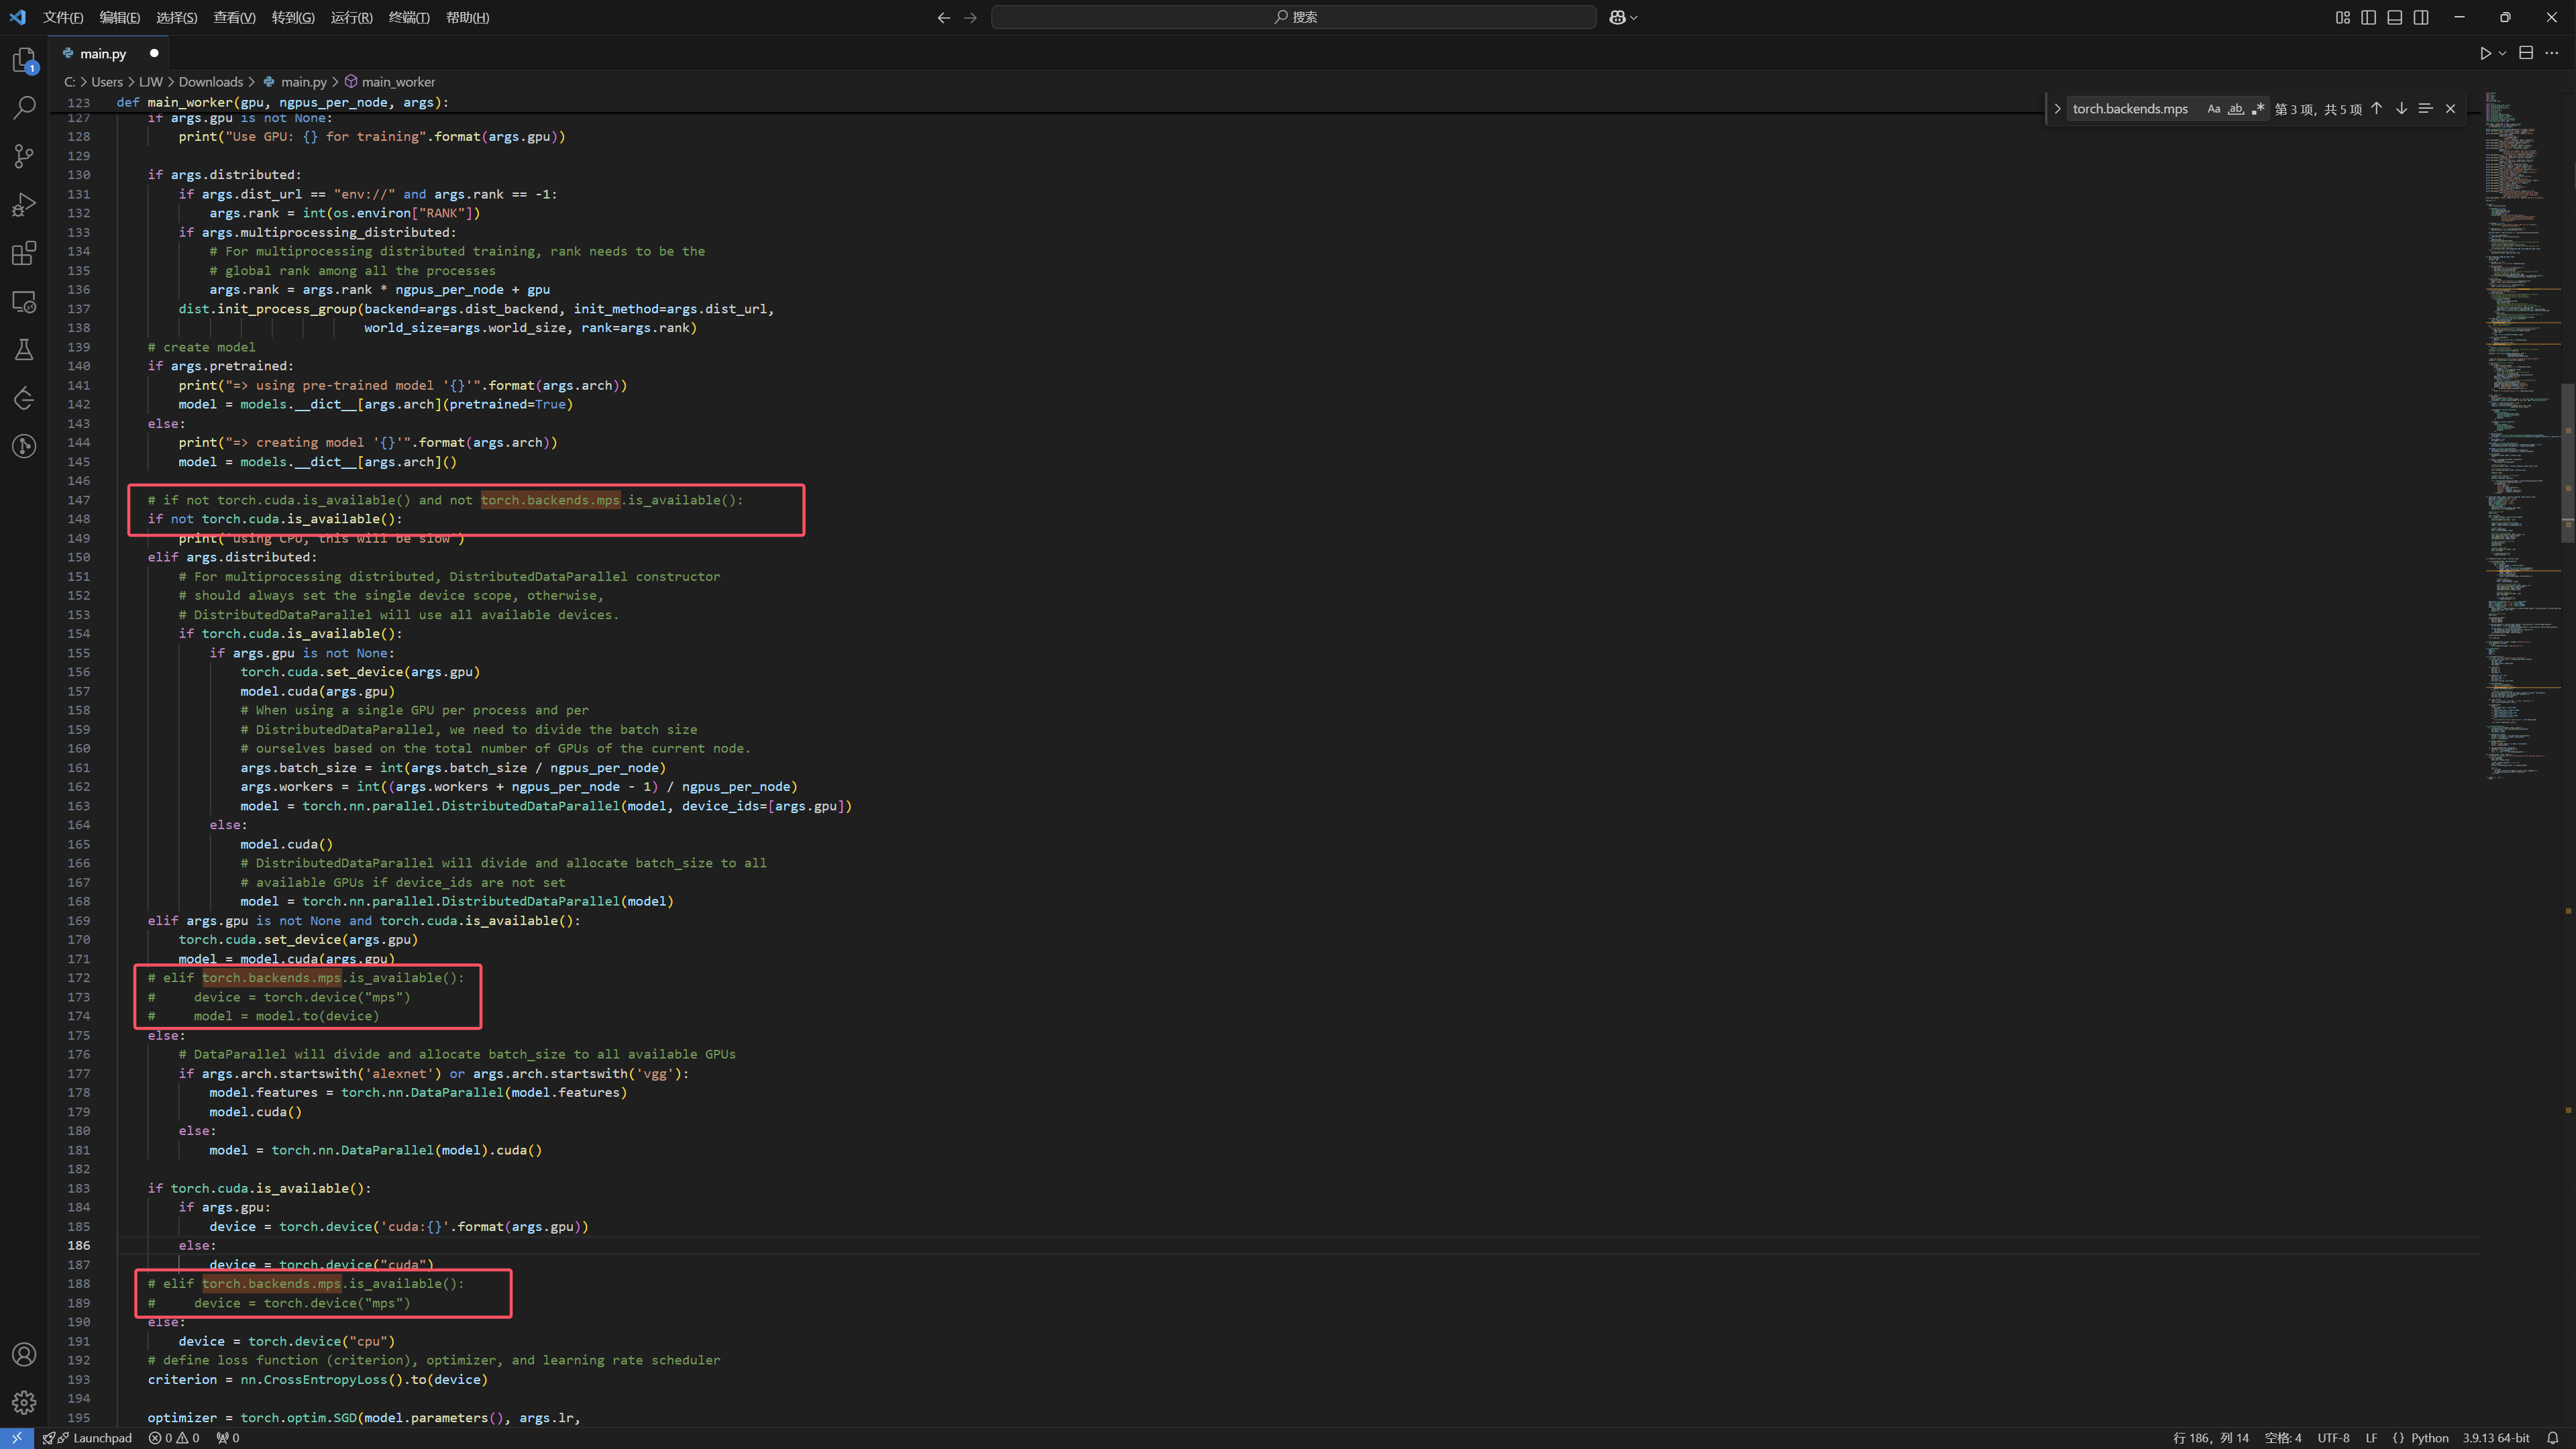 文件(F) 编辑(E) 选择(S) 查看(V) 转到(G) 运行(R) 终端(T) 帮助(H)
搜索
main.py
1
C: > Users > LJW > Downloads > main.py > main_worker
torch.backends.mps Aa ab .* 第 3 项, 共 5 项
123 def main_worker(gpu, ngpus_per_node, args):
127 if args.gpu is not None:
128 print("Use GPU: {} for training".format(args.gpu))
129
130 if args.distributed:
131 if args.dist_url == "env://" and args.rank == -1:
132 args.rank = int(os.environ["RANK"])
133 if args.multiprocessing_distributed:
134 # For multiprocessing distributed training, rank needs to be the
135 # global rank among all the processes
136 args.rank = args.rank * ngpus_per_node + gpu
137 dist.init_process_group(backend=args.dist_backend, init_method=args.dist_url,
138 world_size=args.world_size, rank=args.rank)
139 # create model
140 if args.pretrained:
141 print("=> using pre-trained model '{}'".format(args.arch))
142 model = models.__dict__[args.arch](pretrained=True)
143 else:
144 print("=> creating model '{}'".format(args.arch))
145 model = models.__dict__[args.arch]()
146
147 # if not torch.cuda.is_available() and not torch.backends.mps.is_available():
148 if not torch.cuda.is_available():
149 print('using CPU, this will be slow')
150 elif args.distributed:
151 # For multiprocessing distributed, DistributedDataParallel constructor
152 # should always set the single device scope, otherwise,
153 # DistributedDataParallel will use all available devices.
154 if torch.cuda.is_available():
155 if args.gpu is not None:
156 torch.cuda.set_device(args.gpu)
157 model.cuda(args.gpu)
158 # When using a single GPU per process and per
159 # DistributedDataParallel, we need to divide the batch size
160 # ourselves based on the total number of GPUs of the current node.
161 args.batch_size = int(args.batch_size / ngpus_per_node)
162 args.workers = int((args.workers + ngpus_per_node - 1) / ngpus_per_node)
163 model = torch.nn.parallel.DistributedDataParallel(model, device_ids=[args.gpu])
164 else:
165 model.cuda()
166 # DistributedDataParallel will divide and allocate batch_size to all
167 # available GPUs if device_ids are not set
168 model = torch.nn.parallel.DistributedDataParallel(model)
169 elif args.gpu is not None and torch.cuda.is_available():
170 torch.cuda.set_device(args.gpu)
171 model = model.cuda(args.gpu)
172 # elif torch.backends.mps.is_available():
173 # device = torch.device("mps")
174 # model = model.to(device)
175 else:
176 # DataParallel will divide and allocate batch_size to all available GPUs
177 if args.arch.startswith('alexnet') or args.arch.startswith('vgg'):
178 model.features = torch.nn.DataParallel(model.features)
179 model.cuda()
180 else:
181 model = torch.nn.DataParallel(model).cuda()
182
183 if torch.cuda.is_available():
184 if args.gpu:
185 device = torch.device('cuda:{}'.format(args.gpu))
186 else:
187 device = torch.device("cuda")
188 # elif torch.backends.mps.is_available():
189 # device = torch.device("mps")
190 else:
191 device = torch.device("cpu")
192 # define loss function (criterion), optimizer, and learning rate scheduler
193 criterion = nn.CrossEntropyLoss().to(device)
194
195 optimizer = torch.optim.SGD(model.parameters(), args.lr,
Launchpad 0 0 0 行 186, 列 14 空格: 4 UTF-8 LF {} Python 3.9.13 64-bit